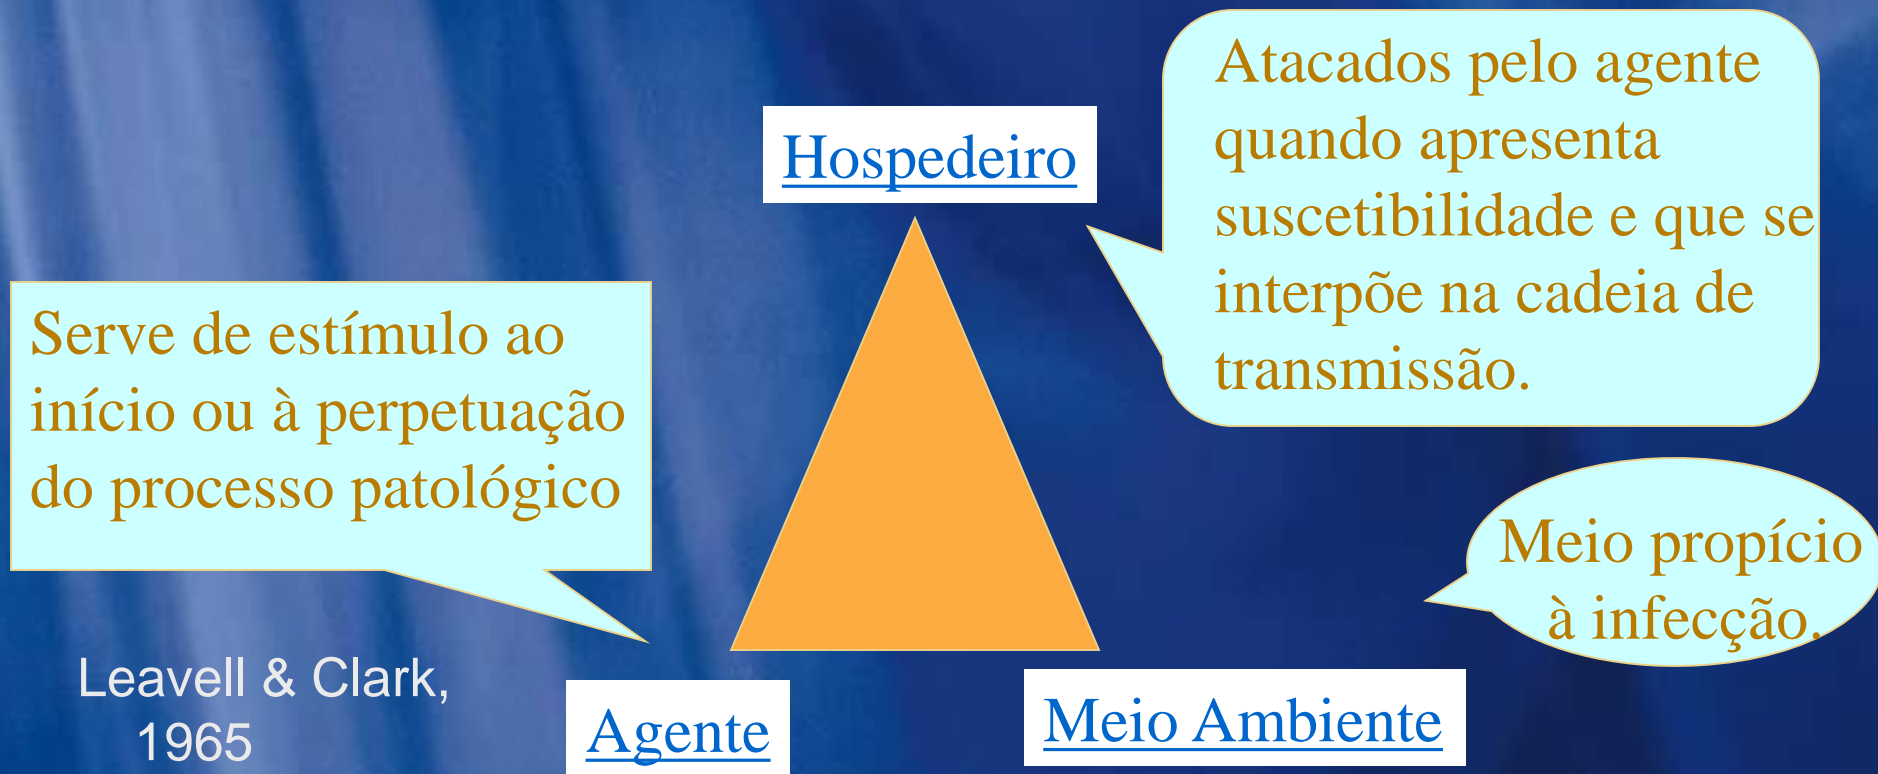 Hospedeiro
Atacados pelo agente
quando apresenta
suscetibilidade e que se
interpõe na cadeia de
transmissão.
Serve de estímulo ao
início ou à perpetuação
do processo patológico
Meio propício
à infecção.
Leavell & Clark,
1965
Agente
Meio Ambiente